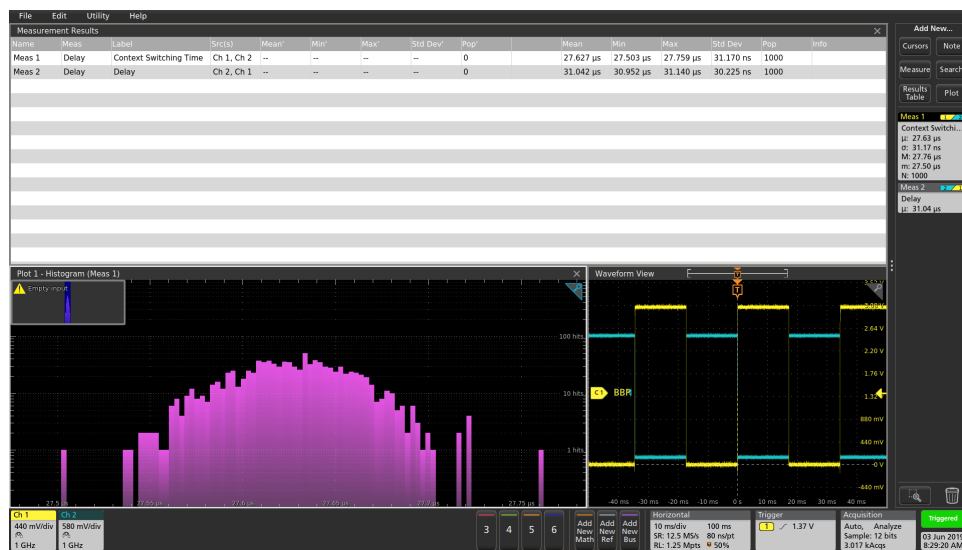 File Edit Utility Help
Measurement Results
Name Meas Label Src(s) Mean' Min' Max' Std Dev' Pop' Mean Min Max Std Dev Pop Info
Meas 1 Delay Context Switching Time Ch 1, Ch 2 -- -- -- -- 0 27.627 µs 27.503 µs 27.759 µs 31.170 ns 1000
Meas 2 Delay Delay Ch 2, Ch 1 -- -- -- -- 0 31.042 µs 30.952 µs 31.140 µs 30.225 ns 1000
Add New...
Cursors Note
Measure Search
Results Table Plot
Meas 1
Context Switchi...
µ: 27.63 µs
σ: 31.17 ns
M: 27.76 µs
m: 27.50 µs
N: 1000
Meas 2
Delay
µ: 31.04 µs
Plot 1 - Histogram (Meas 1)
Empty input
100 hits
10 hits
1 hits
27.55 µs 27.6 µs 27.65 µs 27.7 µs 27.75 µs
Waveform View
T
3.52 V
2.64 V
2.20 V
1.76 V
1.32 V
880 mV
440 mV
0 V
-440 mV
C1
-40 ms -30 ms -20 ms -10 ms 0 s 10 ms 20 ms 30 ms 40 ms
Ch 1
440 mV/div
1 GHz
Ch 2
580 mV/div
1 GHz
3 4 5 6
Add New Math
Add New Ref
Add New Bus
Horizontal
10 ms/div 100 ms
SR: 12.5 MS/s 80 ns/pt
RL: 1.25 Mpts 50%
Trigger
1 1.37 V
Acquisition
Auto, Analyze
Sample: 12 bits
3.017 kAcqs
Triggered
03 Jun 2019
8:29:20 AM